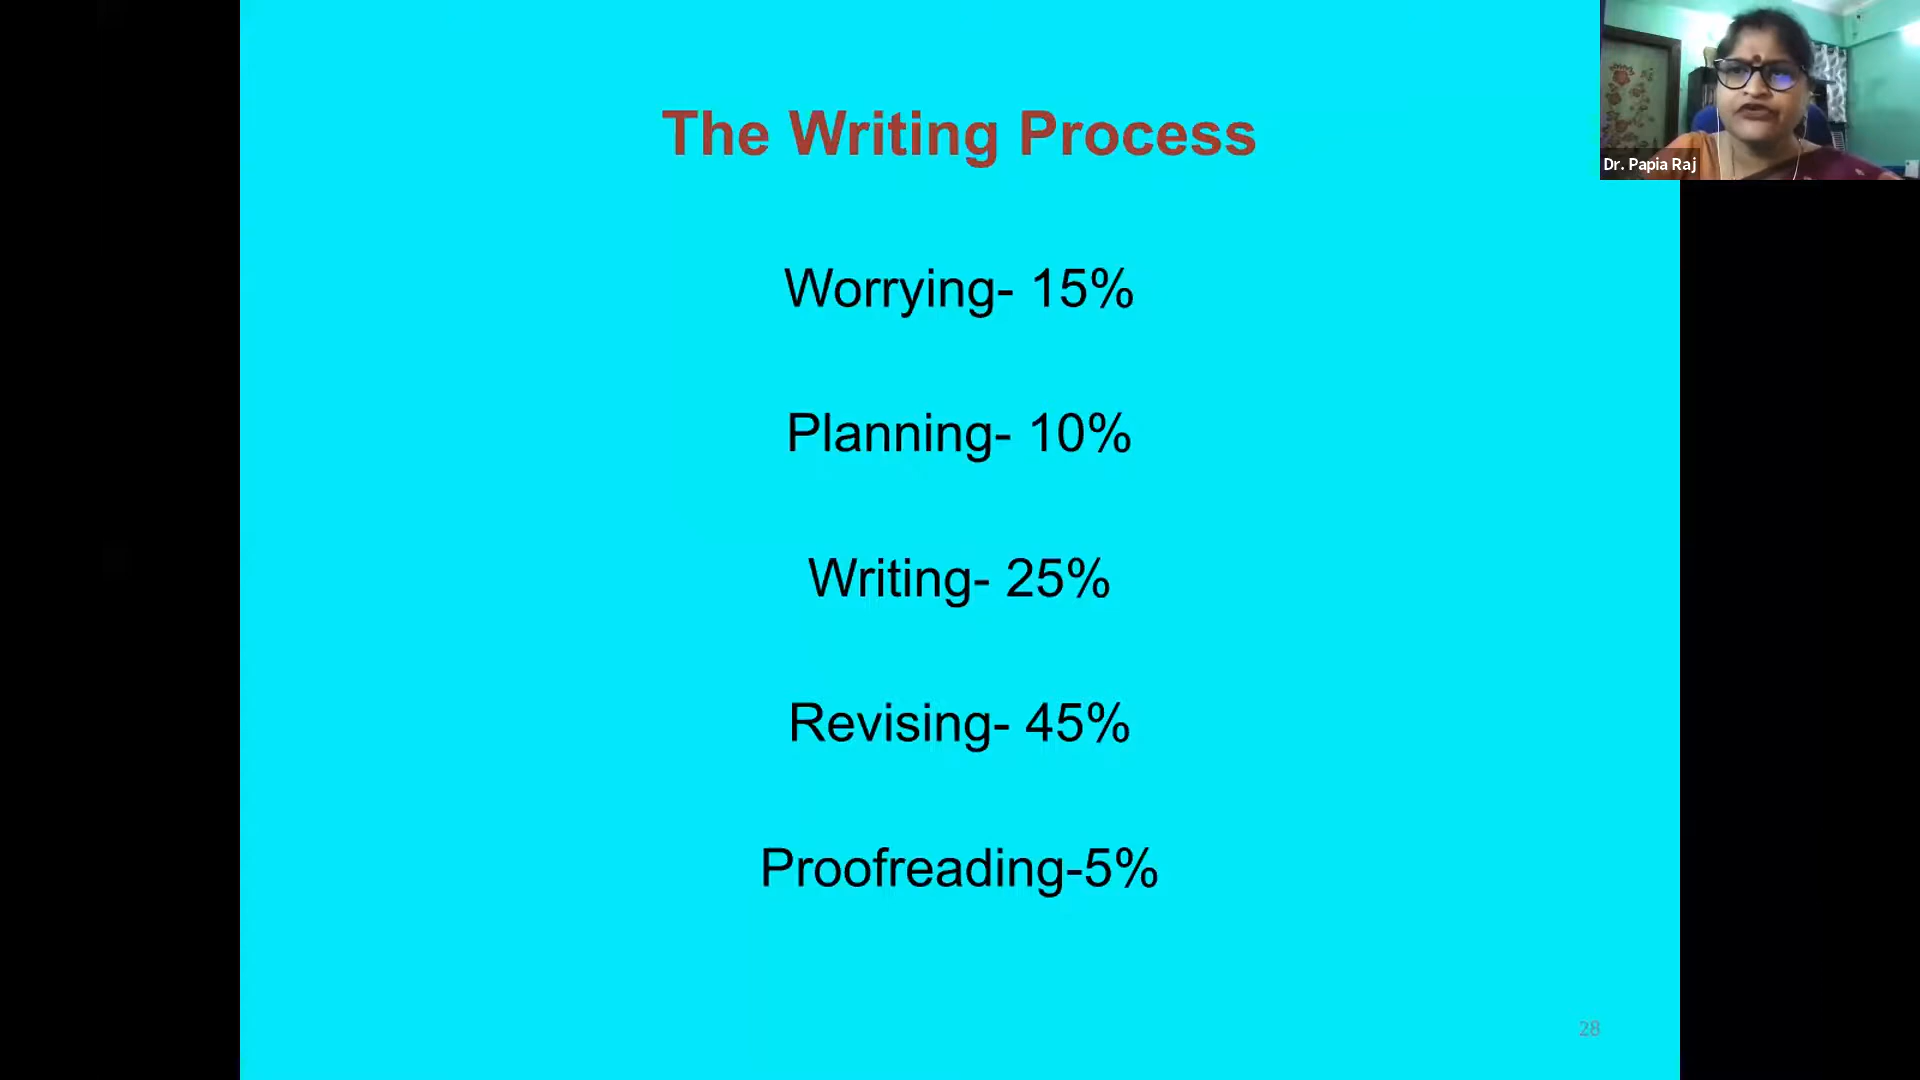 The Writing Process
Dr. Papia Raj
Worrying- 15%
Planning- 10%
Writing- 25%
Revising- 45%
Proofreading-5%
28